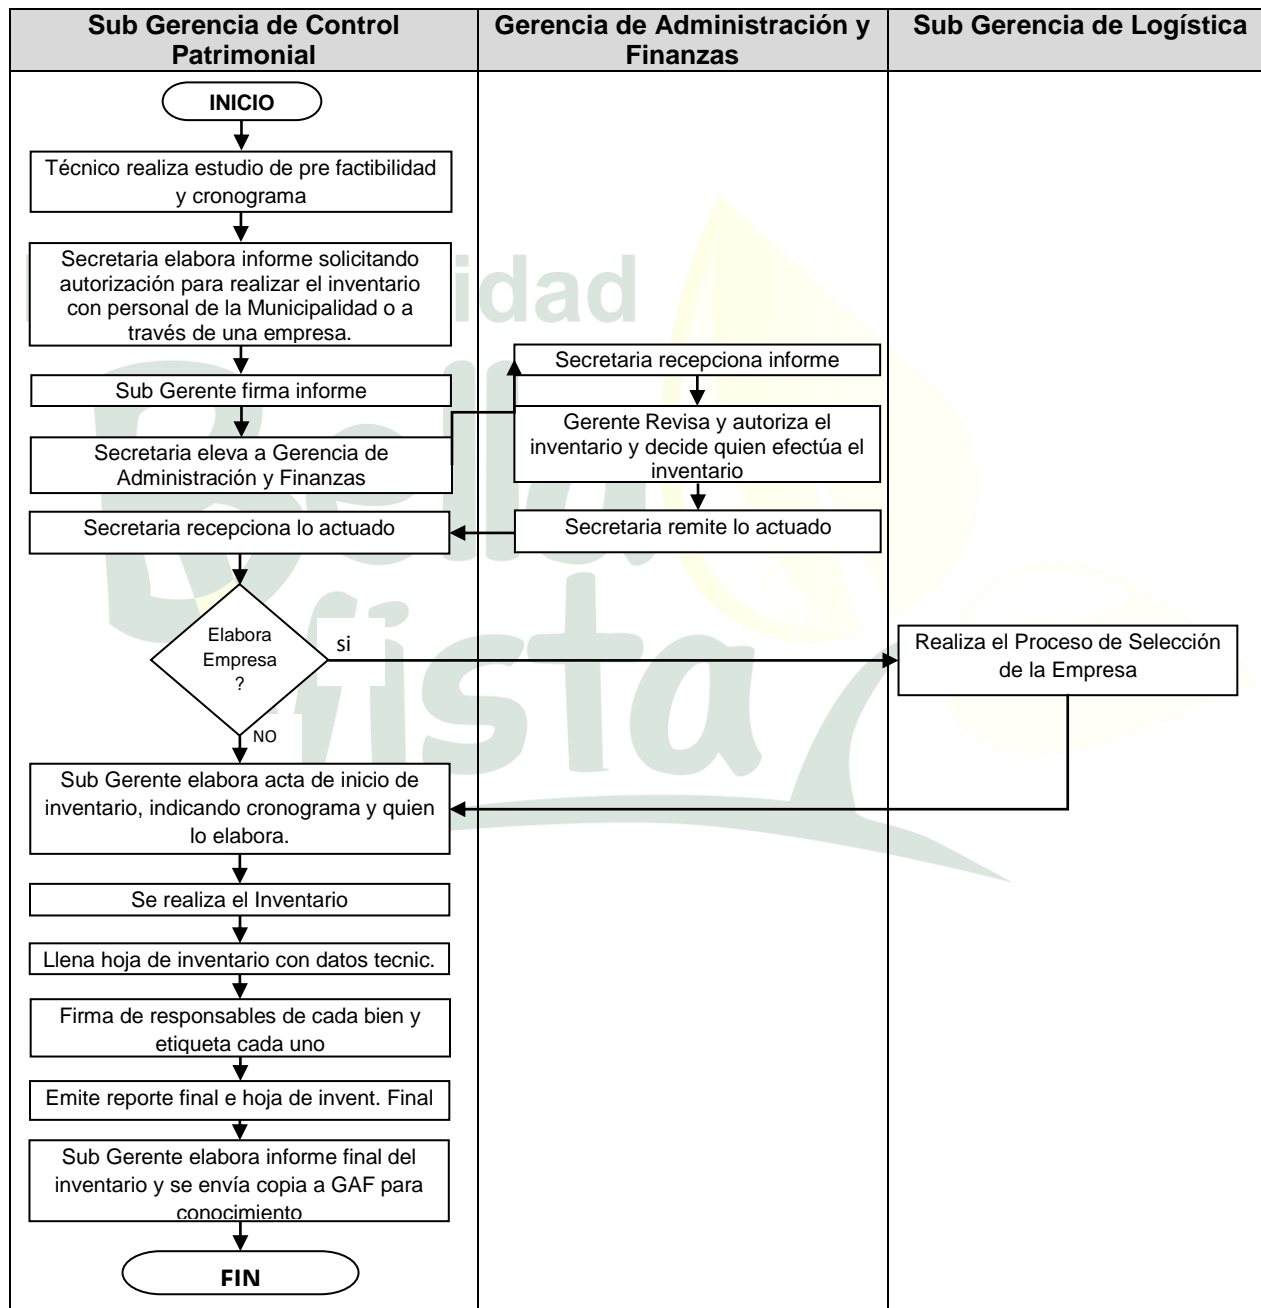 Sub Gerencia de Control
Patrimonial
Gerencia de Administración y
Finanzas
Sub Gerencia de Logística
INICIO
Técnico realiza estudio de pre factibilidad
y cronograma
Secretaria elabora informe solicitando
autorización para realizar el inventario
con personal de la Municipalidad o a
través de una empresa.
Sub Gerente firma informe
Secretaria eleva a Gerencia de
Administración y Finanzas
Secretaria recepciona informe
Gerente Revisa y autoriza el
inventario y decide quien efectúa el
inventario
Secretaria remite lo actuado
Secretaria recepciona lo actuado
Elabora
Empresa
?
si
NO
Realiza el Proceso de Selección
de la Empresa
Sub Gerente elabora acta de inicio de
inventario, indicando cronograma y quien
lo elabora.
Se realiza el Inventario
Llena hoja de inventario con datos tecnic.
Firma de responsables de cada bien y
etiqueta cada uno
Emite reporte final e hoja de invent. Final
Sub Gerente elabora informe final del
inventario y se envía copia a GAF para
conocimiento
FIN
idad
Bella